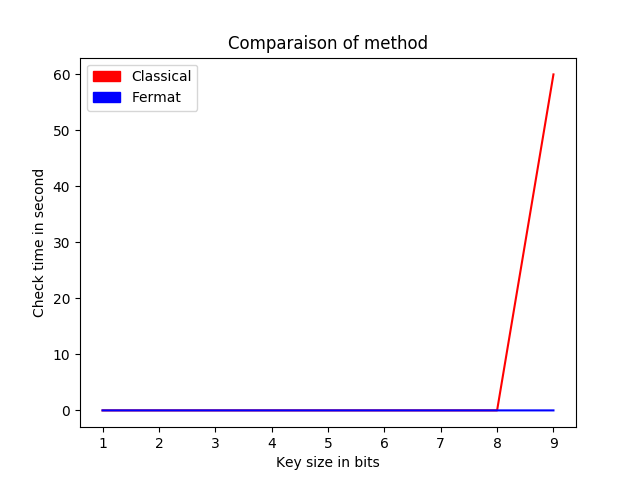 Comparaison of method
Classical
Fermat
60
50
40
30
20
10
0
Check time in second
1 2 3 4 5 6 7 8 9
Key size in bits